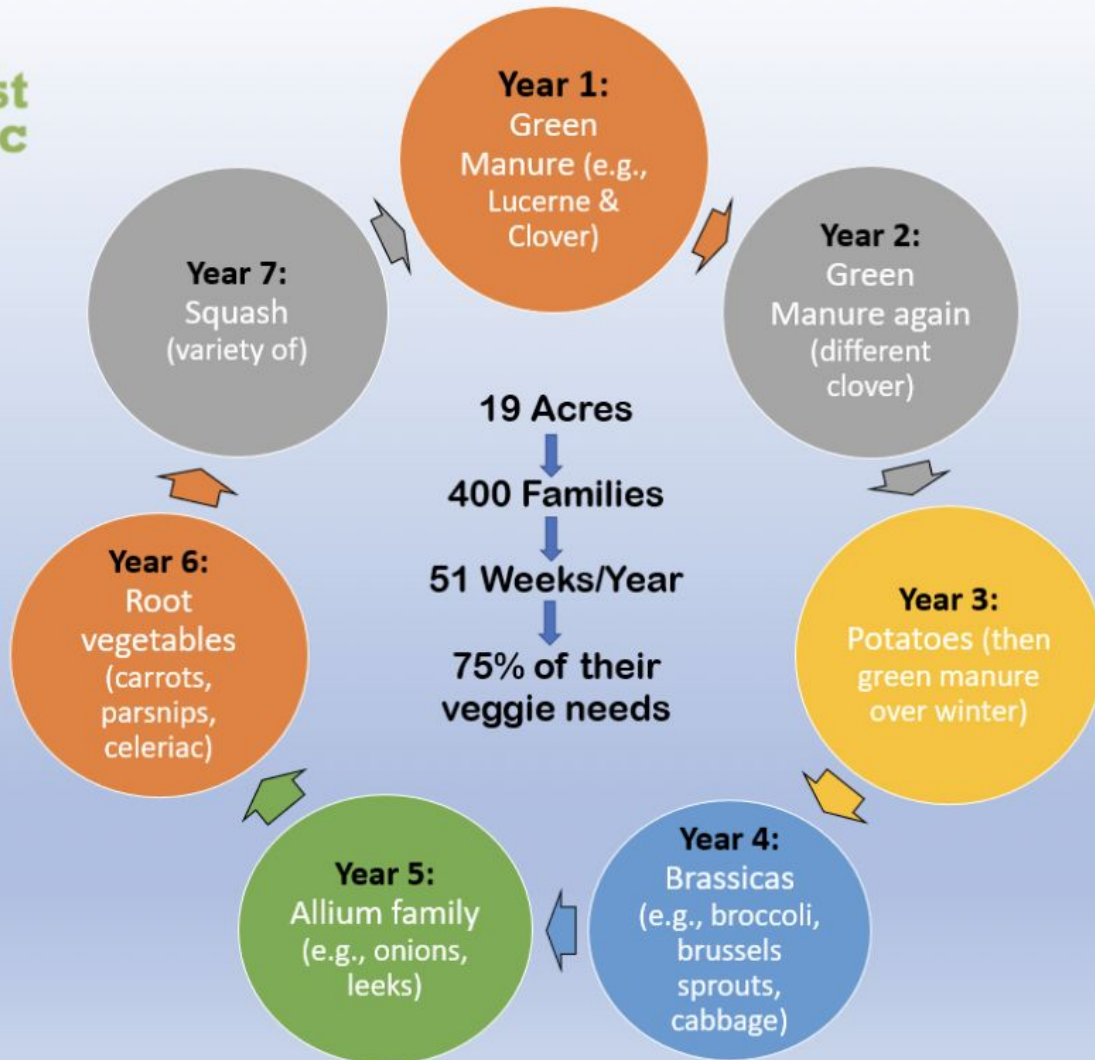 st
c
Year 1:
Green
Manure (e.g.,
Lucerne &
Clover)
Year 2:
Green
Manure again
(different
clover)
Year 3:
Potatoes (then
green manure
over winter)
Year 4:
Brassicas
(e.g., broccoli,
brussels
sprouts,
cabbage)
Year 5:
Allium family
(e.g., onions,
leeks)
Year 6:
Root
vegetables
(carrots,
parsnips,
celeriac)
Year 7:
Squash
(variety of)
19 Acres
400 Families
51 Weeks/Year
75% of their
veggie needs